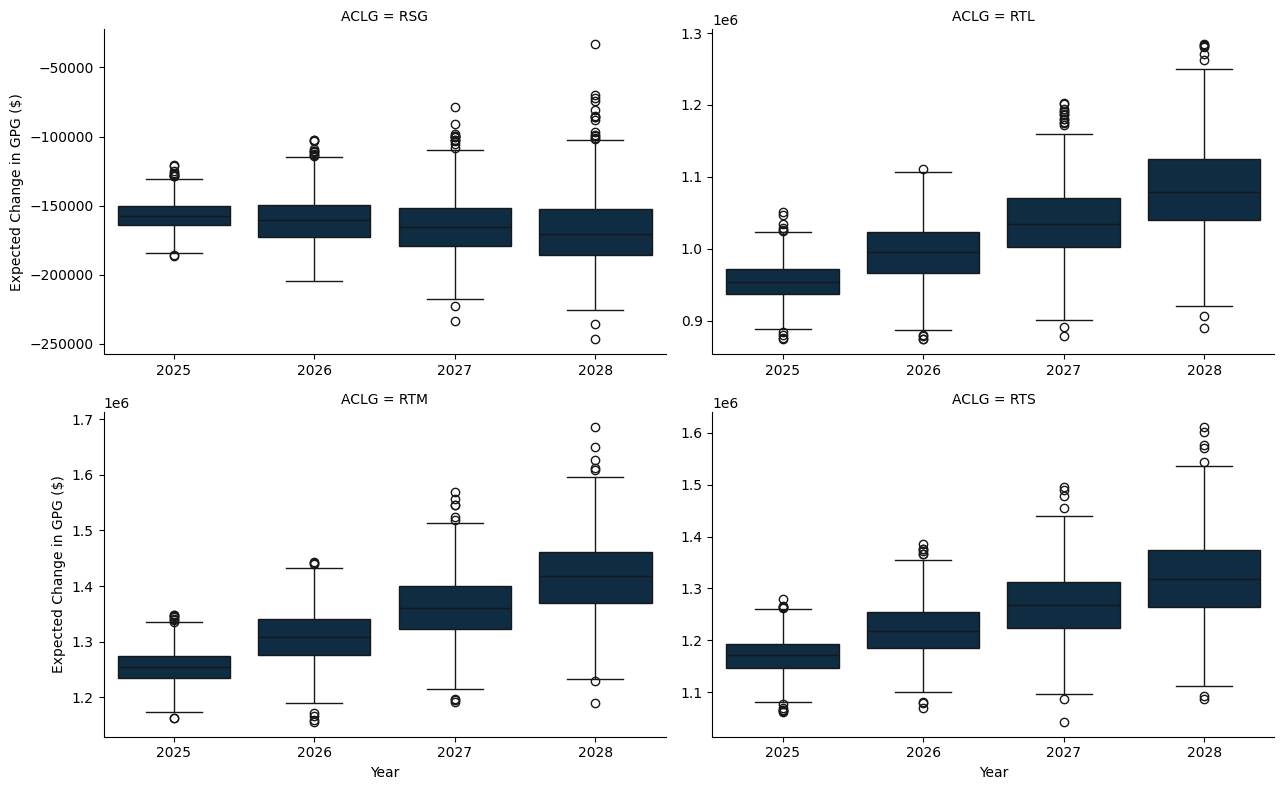 ACLG = RSG
Expected Change in GPG ($)
−50000
−100000
−150000
−200000
−250000
2025 2026 2027 2028
ACLG = RTL
1e6
1.3
1.2
1.1
1.0
0.9
2025 2026 2027 2028
ACLG = RTM
1e6
Expected Change in GPG ($)
1.7
1.6
1.5
1.4
1.3
1.2
2025 2026 2027 2028
Year
ACLG = RTS
1e6
1.6
1.5
1.4
1.3
1.2
1.1
2025 2026 2027 2028
Year